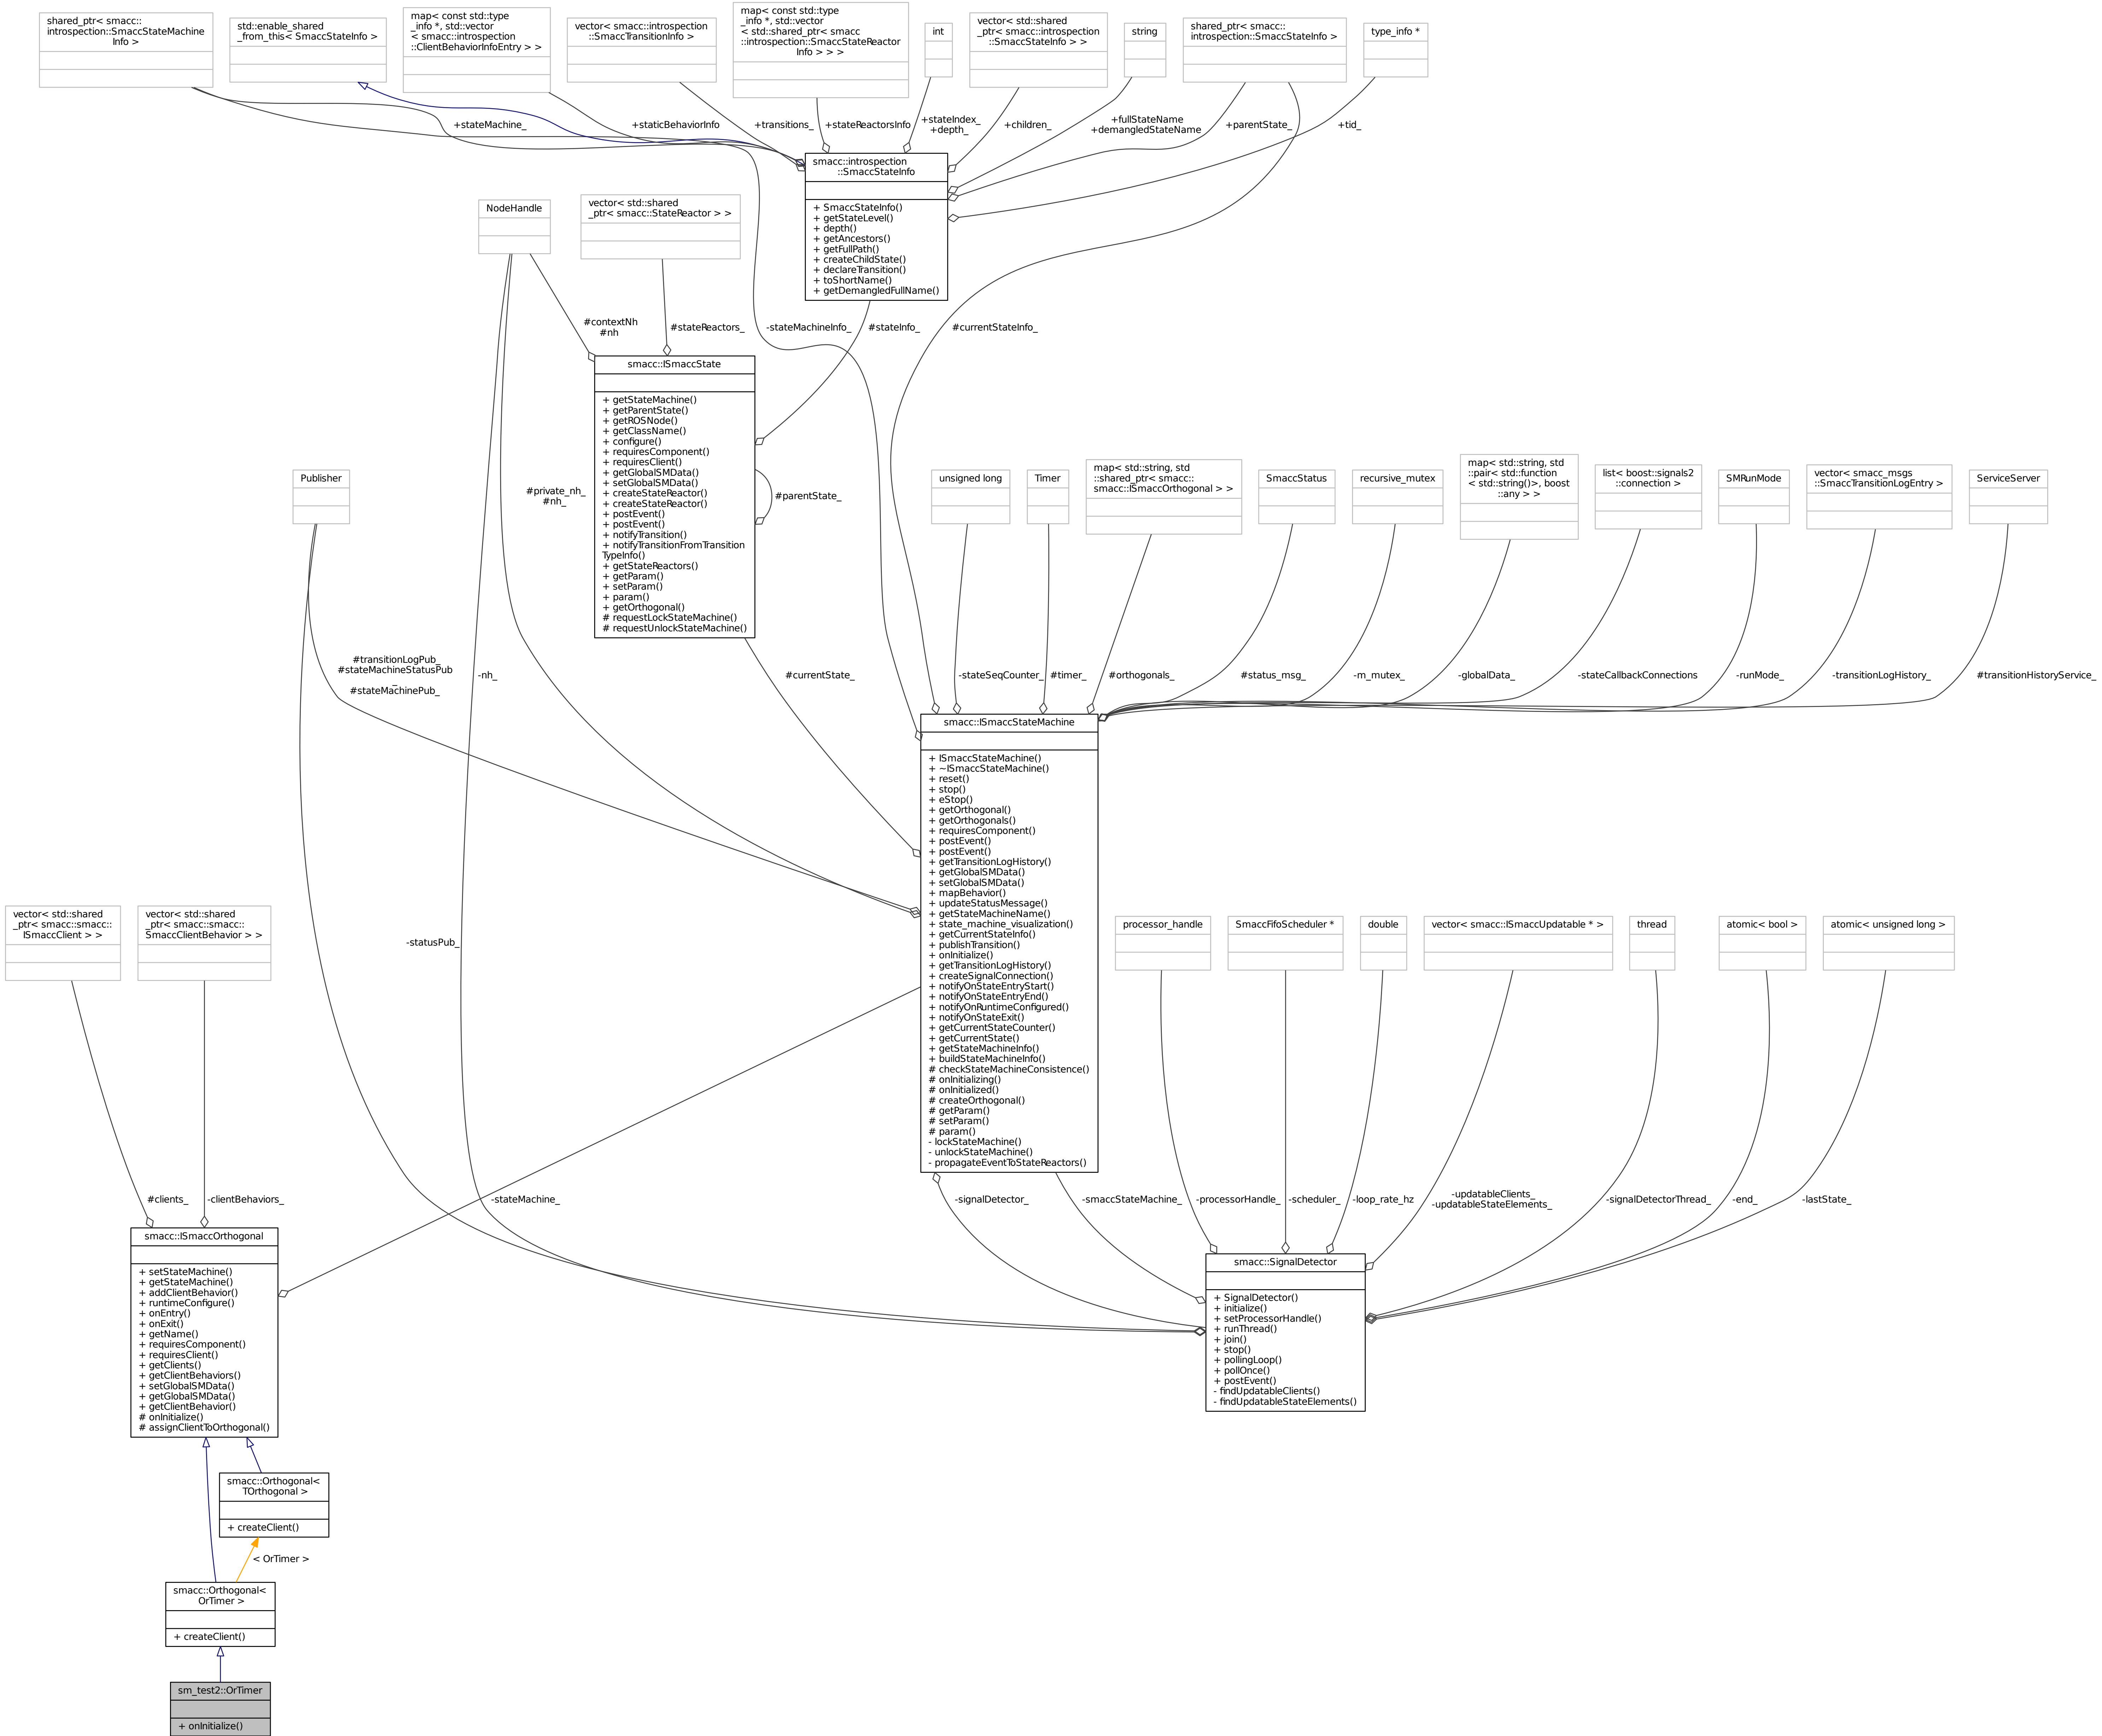 shared_ptr< smacc::
introspection::SmaccStateMachine
Info >
std::enable_shared
_from_this< SmaccStateInfo >
map< const std::type
_info *, std::vector
< smacc::introspection
::ClientBehaviorInfoEntry > >
vector< smacc::introspection
::SmaccTransitionInfo >
map< const std::type
_info *, std::vector
< std::shared_ptr< smacc
::introspection::SmaccStateReactor
Info > > >
int
vector< std::shared
_ptr< smacc::introspection
::SmaccStateInfo > >
string
shared_ptr< smacc::
introspection::SmaccStateInfo >
type_info *
+stateMachine_
+staticBehaviorInfo
+transitions_
+stateReactorsInfo
+stateIndex_
+depth_
+children_
+fullStateName
+demangledStateName
+parentState_
+tid_
smacc::introspection
::SmaccStateInfo
+ SmaccStateInfo()
+ getStateLevel()
+ depth()
+ getAncestors()
+ getFullPath()
+ createChildState()
+ declareTransition()
+ toShortName()
+ getDemangledFullName()
NodeHandle
vector< std::shared
_ptr< smacc::StateReactor > >
#contextNh
#nh
#stateReactors_
-stateMachineInfo_
#stateInfo_
#currentStateInfo_
smacc::ISmaccState
+ getStateMachine()
+ getParentState()
+ getROSNode()
+ getClassName()
+ configure()
+ requiresComponent()
+ requiresClient()
+ getGlobalSMData()
+ setGlobalSMData()
+ createStateReactor()
+ createStateReactor()
+ postEvent()
+ postEvent()
+ notifyTransition()
+ notifyTransitionFromTransition
TypeInfo()
+ getStateReactors()
+ getParam()
+ setParam()
+ param()
+ getOrthogonal()
# requestLockStateMachine()
# requestUnlockStateMachine()
#parentState_
Publisher
#private_nh_
#nh_
unsigned long
Timer
map< std::string, std
::shared_ptr< smacc::
smacc::ISmaccOrthogonal > >
SmaccStatus
recursive_mutex
map< std::string, std
::pair< std::function
< std::string()>, boost
::any > >
list< boost::signals2
::connection >
SMRunMode
vector< smacc_msgs
::SmaccTransitionLogEntry >
ServiceServer
#transitionLogPub_
#stateMachineStatusPub
_
#stateMachinePub_
-nh_
#currentState_
-stateSeqCounter_
#timer_
#orthogonals_
#status_msg_
-m_mutex_
-globalData_
-stateCallbackConnections
-runMode_
-transitionLogHistory_
#transitionHistoryService_
smacc::ISmaccStateMachine
+ ISmaccStateMachine()
+ ~ISmaccStateMachine()
+ reset()
+ stop()
+ eStop()
+ getOrthogonal()
+ getOrthogonals()
+ requiresComponent()
+ postEvent()
+ postEvent()
+ getTransitionLogHistory()
+ getGlobalSMData()
+ setGlobalSMData()
+ mapBehavior()
+ updateStatusMessage()
+ getStateMachineName()
+ state_machine_visualization()
+ getCurrentStateInfo()
+ publishTransition()
+ onInitialize()
+ getTransitionLogHistory()
+ createSignalConnection()
+ notifyOnStateEntryStart()
+ notifyOnStateEntryEnd()
+ notifyOnRuntimeConfigured()
+ notifyOnStateExit()
+ getCurrentStateCounter()
+ getCurrentState()
+ getStateMachineInfo()
+ buildStateMachineInfo()
# checkStateMachineConsistence()
# onInitializing()
# onInitialized()
# createOrthogonal()
# getParam()
# setParam()
# param()
- lockStateMachine()
- unlockStateMachine()
- propagateEventToStateReactors()
vector< std::shared
_ptr< smacc::smacc::
ISmaccClient > >
vector< std::shared
_ptr< smacc::smacc::
SmaccClientBehavior > >
-statusPub_
processor_handle
SmaccFifoScheduler *
double
vector< smacc::ISmaccUpdatable * >
thread
atomic< bool >
atomic< unsigned long >
#clients_
-clientBehaviors_
-stateMachine_
-signalDetector_
-smaccStateMachine_
-processorHandle_
-scheduler_
-loop_rate_hz
-updatableClients_
-updatableStateElements_
-signalDetectorThread_
-end_
-lastState_
smacc::ISmaccOrthogonal
+ setStateMachine()
+ getStateMachine()
+ addClientBehavior()
+ runtimeConfigure()
+ onEntry()
+ onExit()
+ getName()
+ requiresComponent()
+ requiresClient()
+ getClients()
+ getClientBehaviors()
+ setGlobalSMData()
+ getGlobalSMData()
+ getClientBehavior()
# onInitialize()
# assignClientToOrthogonal()
smacc::SignalDetector
+ SignalDetector()
+ initialize()
+ setProcessorHandle()
+ runThread()
+ join()
+ stop()
+ pollingLoop()
+ pollOnce()
+ postEvent()
- findUpdatableClients()
- findUpdatableStateElements()
smacc::Orthogonal<
TOrthogonal >
+ createClient()
< OrTimer >
smacc::Orthogonal<
OrTimer >
+ createClient()
sm_test2::OrTimer
+ onInitialize()